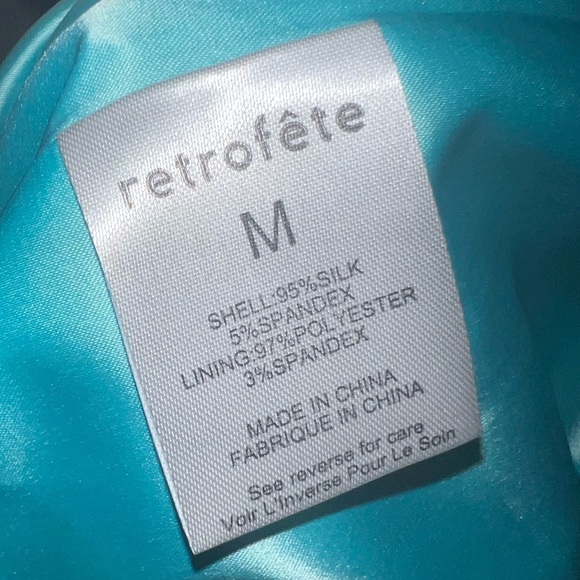 retrofête
M
SHELL:95%SILK
5%SPANDEX
LINING:97%POLYESTER
3%SPANDEX
MADE IN CHINA
FABRIQUE IN CHINA
See reverse for care
Voir L'Inverse Pour Le Soin